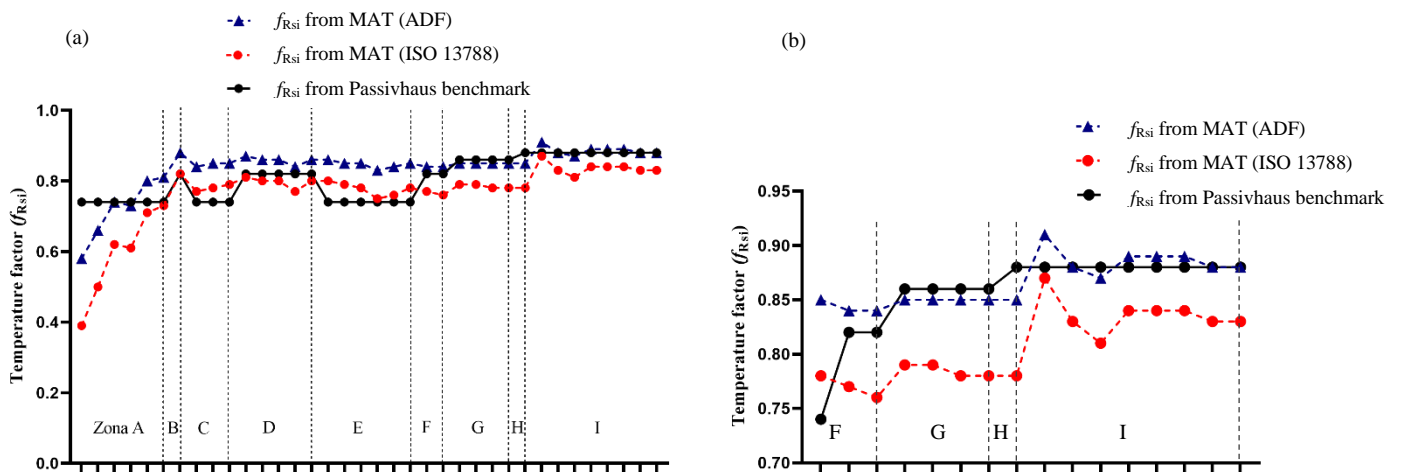 (a)
fRsi from MAT (ADF)
fRsi from MAT (ISO 13788)
fRsi from Passivhaus benchmark
Temperature factor (fRsi)
1.0
0.8
0.6
0.4
0.2
0.0
Zona A B C D E F G H I
(b)
fRsi from MAT (ADF)
fRsi from MAT (ISO 13788)
fRsi from Passivhaus benchmark
Temperature factor (fRsi)
0.95
0.90
0.85
0.80
0.75
0.70
F G H I